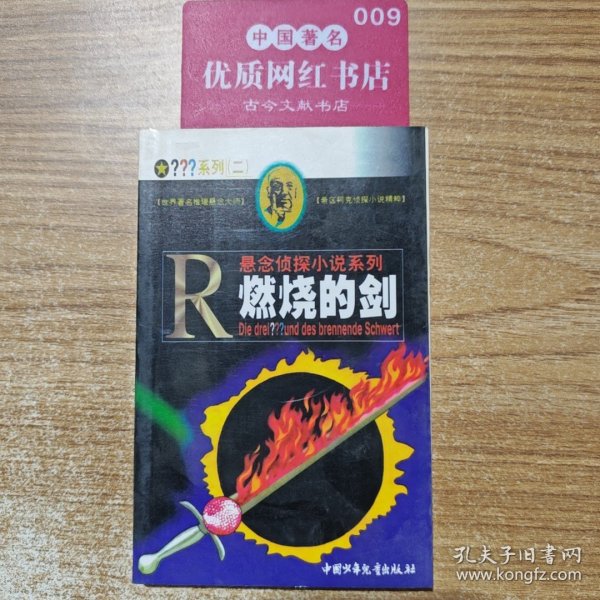 009
中国著名
优质网红书店
古今文献书店
???系列(二)
【世界著名推理悬念大师】
【希区柯克侦探小说精粹】
R
悬念侦探小说系列
燃烧的剑
Die drei???und des brennende Schwert
中国少年儿童出版社
孔夫子旧书网
www.kongfz.com